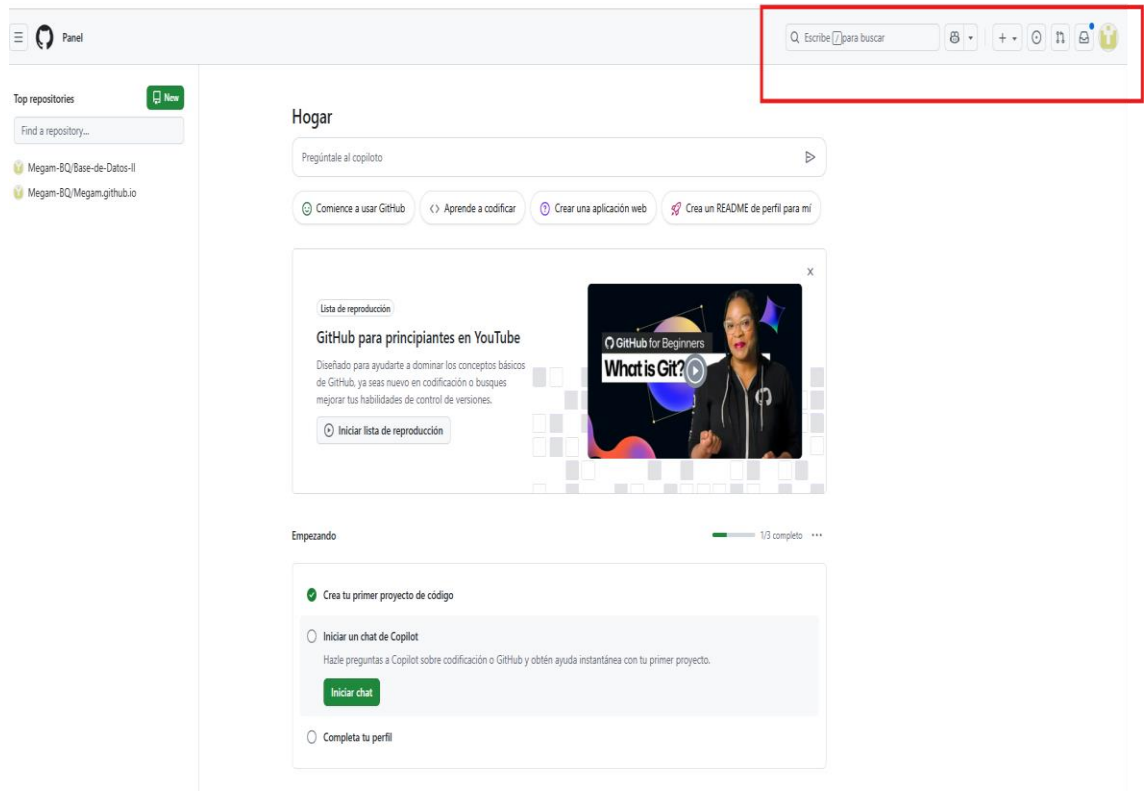 Panel
Escribe / para buscar
Top repositories
New
Find a repository...
Megam-BQ/Base-de-Datos-II
Megam-BQ/Megam.github.io
Hogar
Pregúntale al copiloto
Comience a usar GitHub
Aprende a codificar
Crear una aplicación web
Crea un README de perfil para mí
Lista de reproducción
GitHub para principiantes en YouTube
Diseñado para ayudarte a dominar los conceptos básicos
de GitHub, ya seas nuevo en codificación o busques
mejorar tus habilidades de control de versiones.
Iniciar lista de reproducción
GitHub for Beginners
What is Git?
Empezando
1/3 completo
Crea tu primer proyecto de código
Iniciar un chat de Copilot
Hazle preguntas a Copilot sobre codificación o GitHub y obtén ayuda instantánea con tu primer proyecto.
Iniciar chat
Completa tu perfil